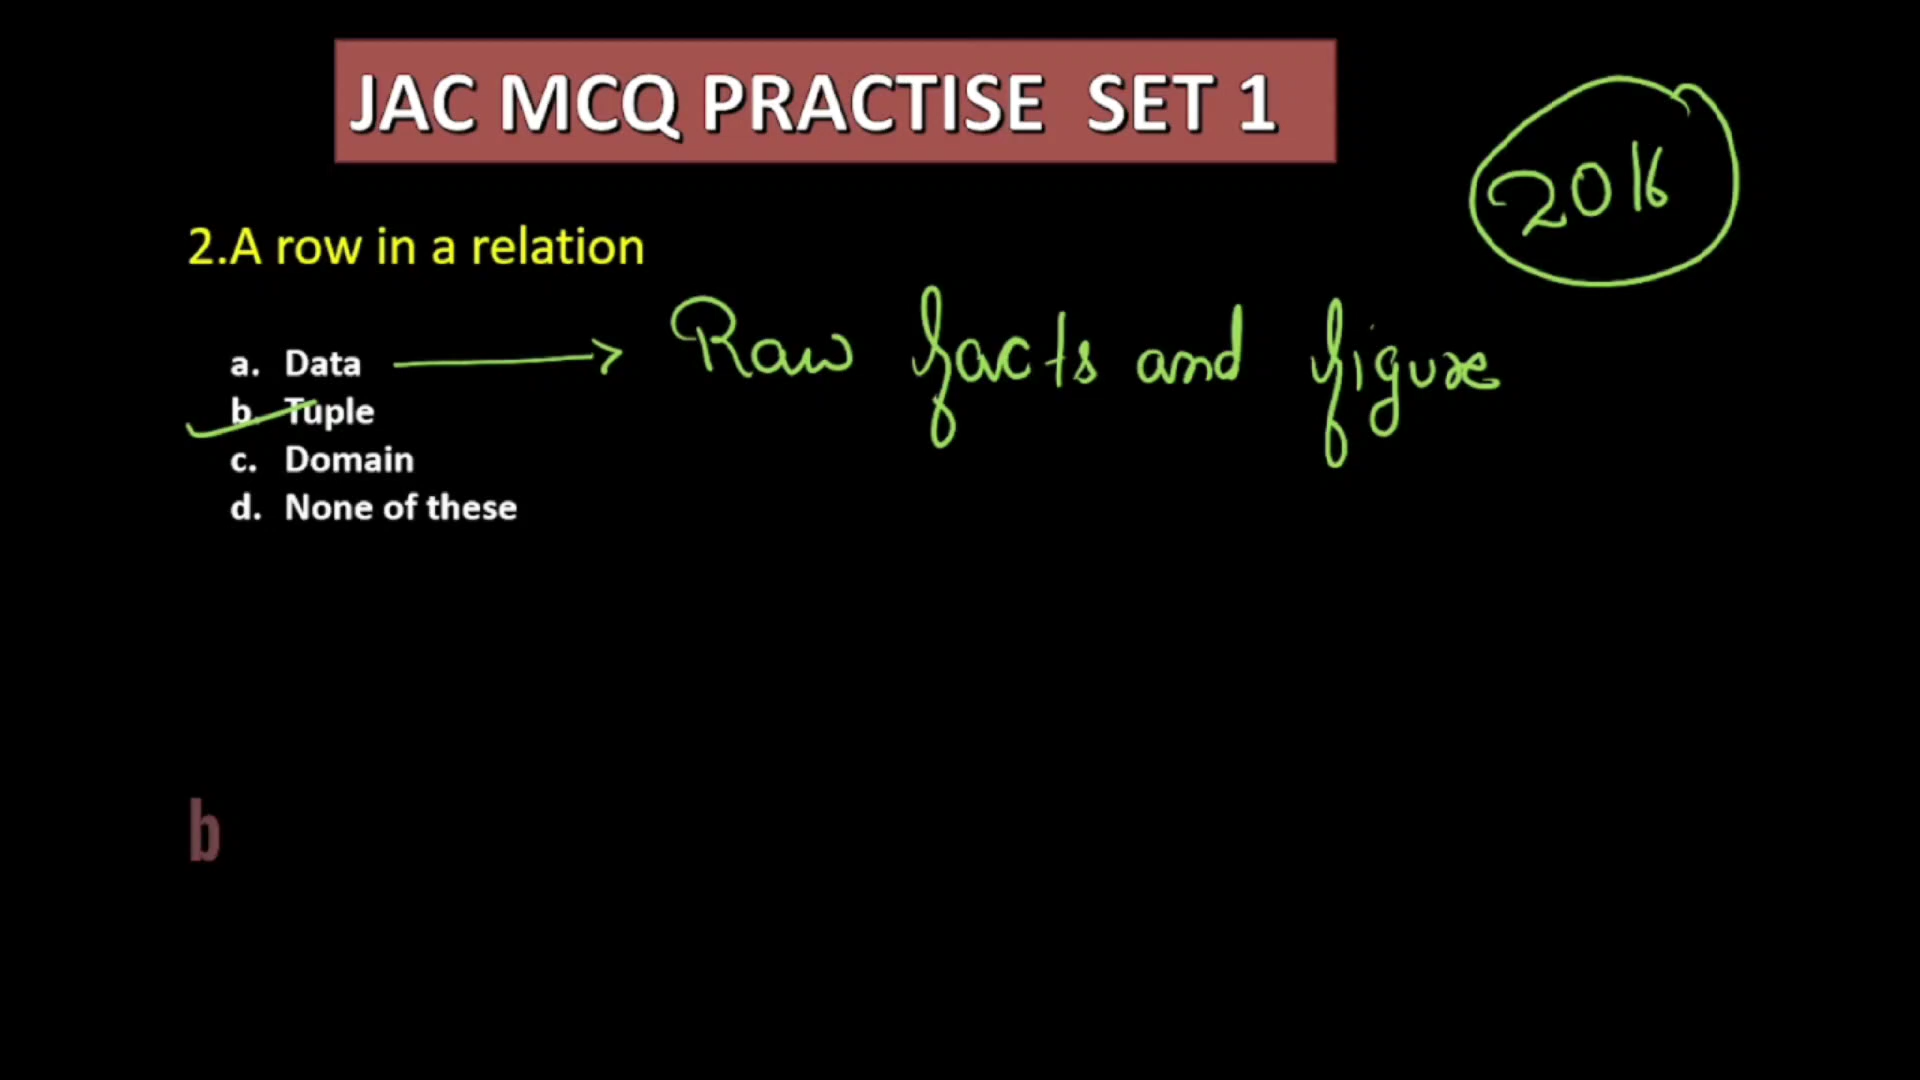 JAC MCQ PRACTISE SET 1
2016
2.A row in a relation
a. Data → Raw facts and figure
b. Tuple
c. Domain
d. None of these
b